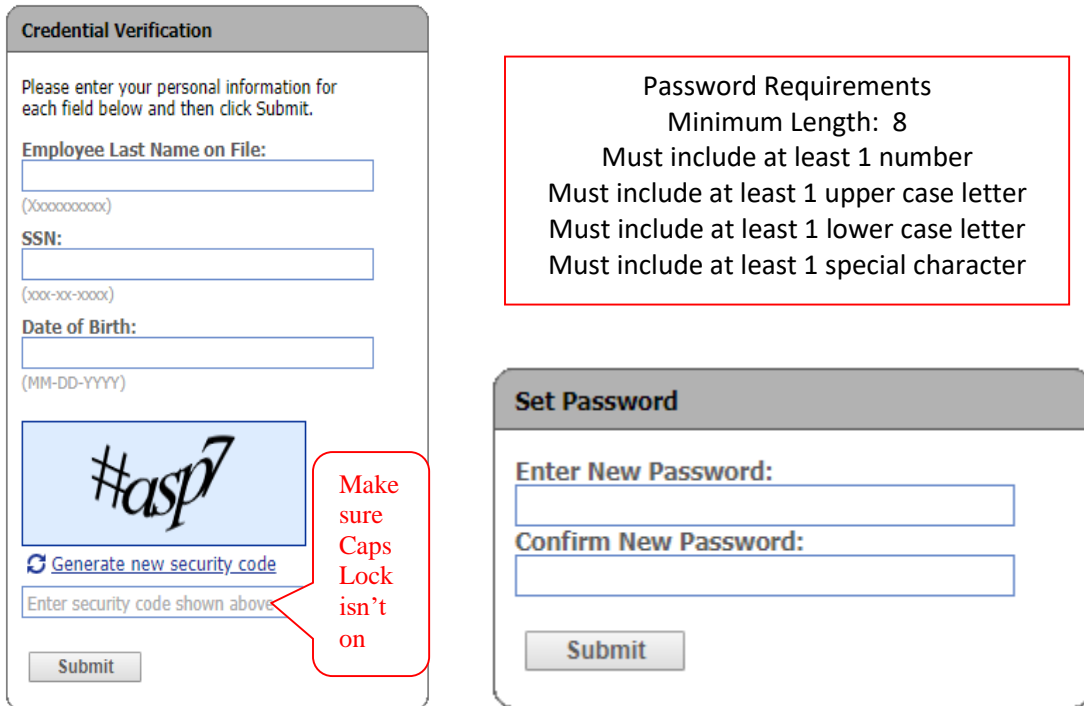 Credential Verification
Please enter your personal information for
each field below and then click Submit.
Employee Last Name on File:
(Xxxxxxxxxx)
SSN:
(xxx-xx-xxxx)
Date of Birth:
(MM-DD-YYYY)
#asp7
Generate new security code
Enter security code shown above
Submit
Make
sure
Caps
Lock
isn't
on
Password Requirements
Minimum Length: 8
Must include at least 1 number
Must include at least 1 upper case letter
Must include at least 1 lower case letter
Must include at least 1 special character
Set Password
Enter New Password:
Confirm New Password:
Submit